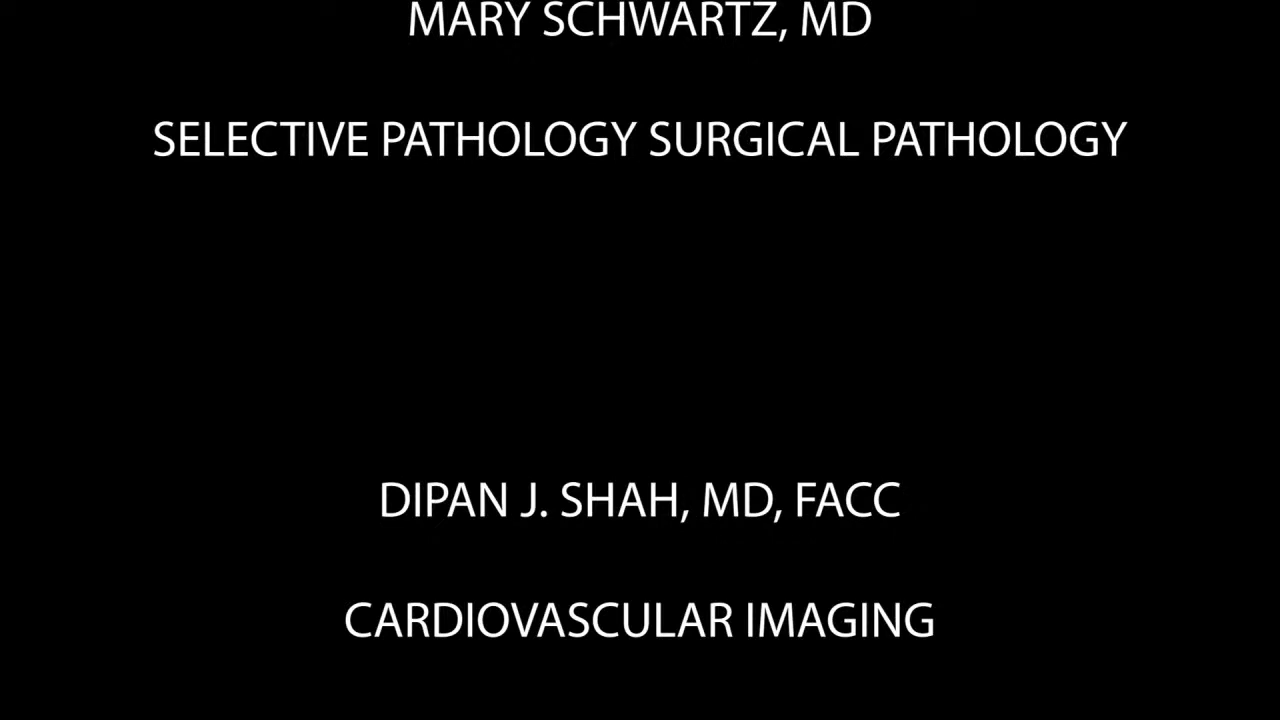 MARY SCHWARTZ, MD
SELECTIVE PATHOLOGY SURGICAL PATHOLOGY
DIPAN J. SHAH, MD, FACC
CARDIOVASCULAR IMAGING